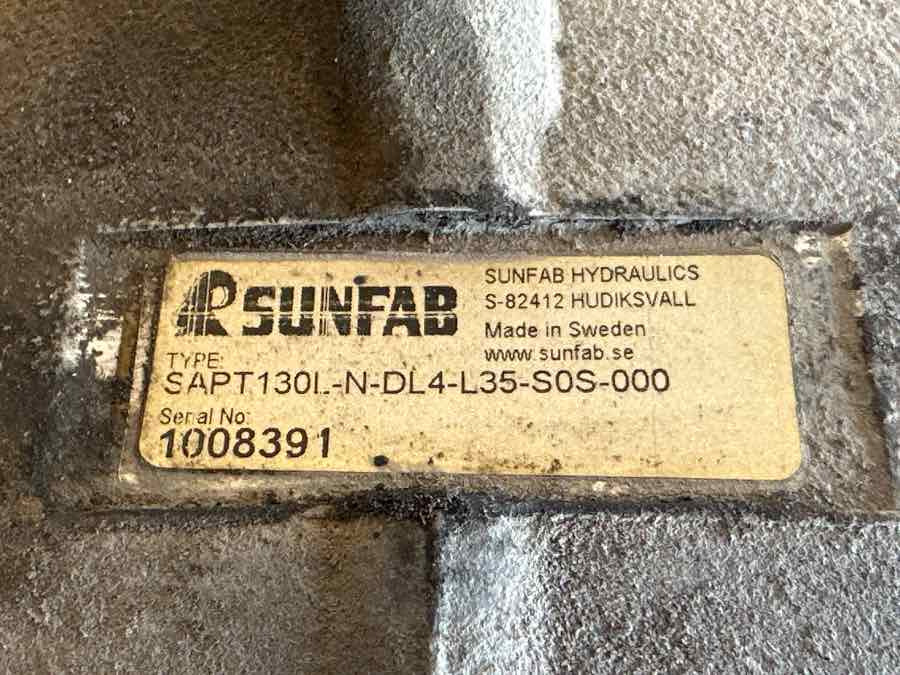 SUNFAB
SUNFAB HYDRAULICS
S-82412 HUDIKSVALL
Made in Sweden
www.sunfab.se
TYPE:
SAPT130L-N-DL4-L35-S0S-000
Serial No:
1008391